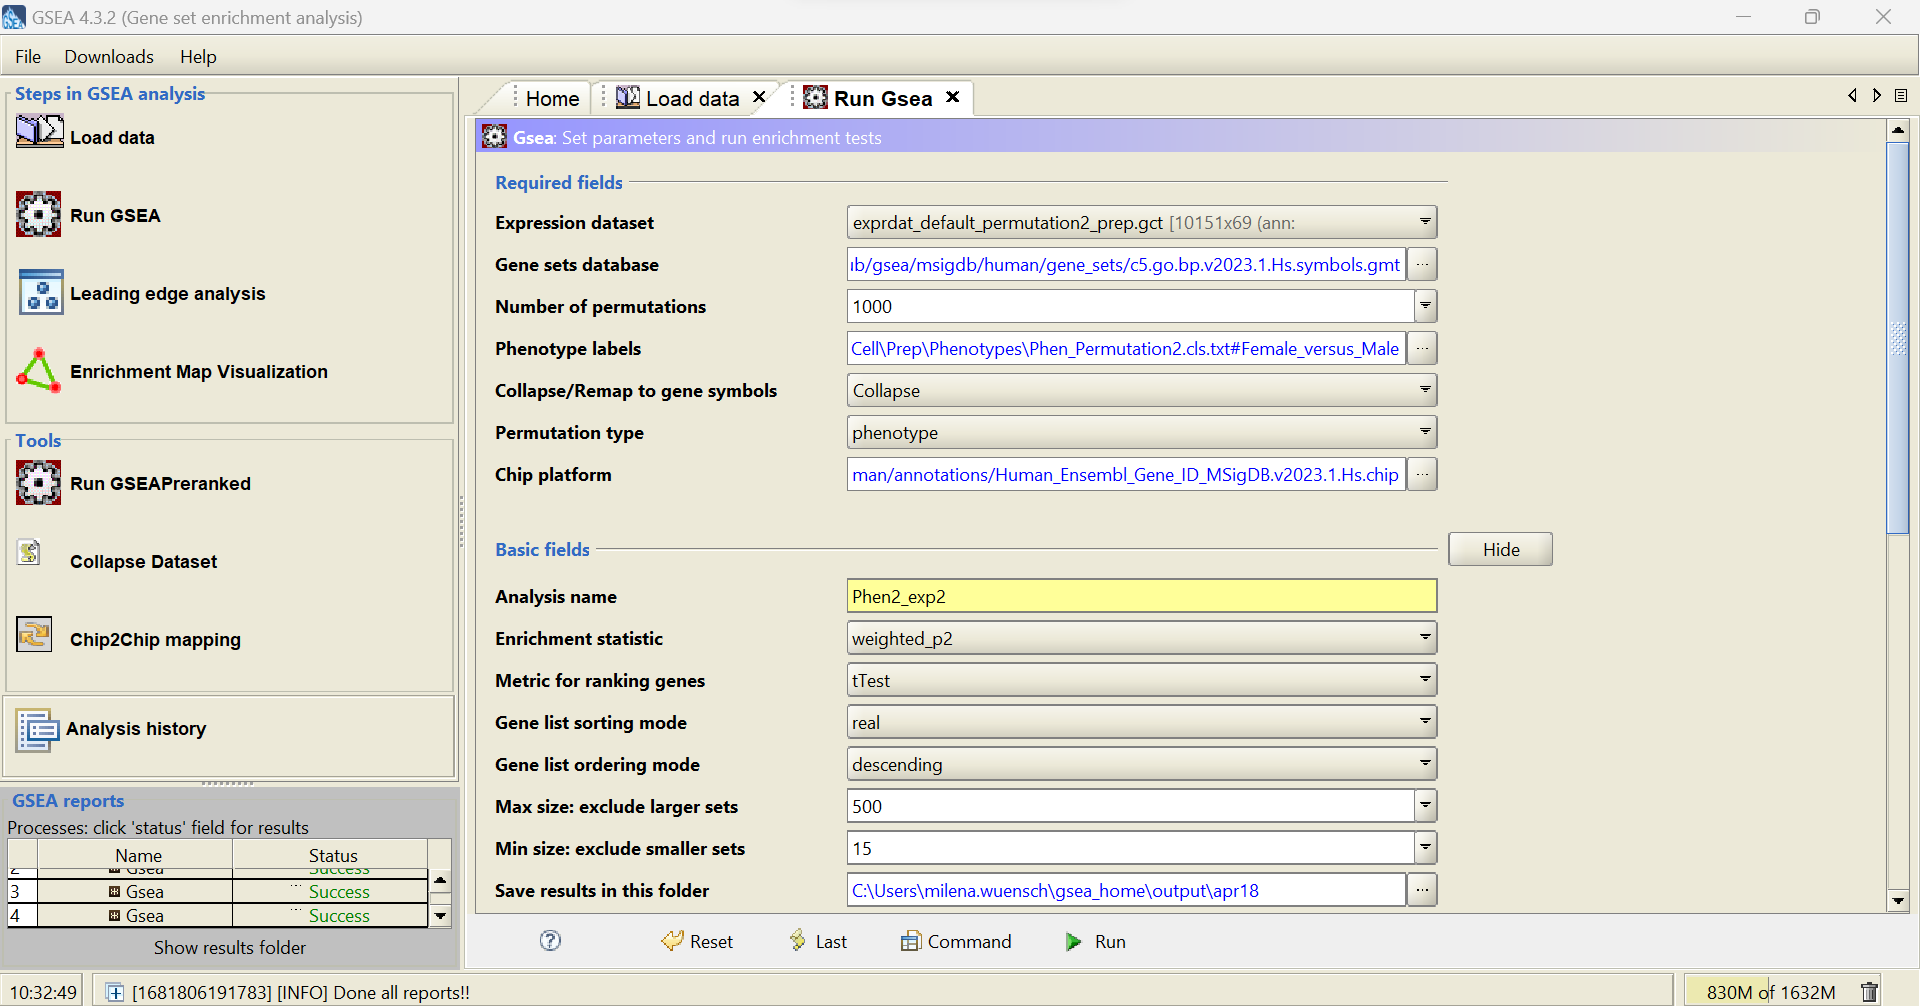 GSEA 4.3.2 (Gene set enrichment analysis)
File Downloads Help
Steps in GSEA analysis
Load data
Run GSEA
Leading edge analysis
Enrichment Map Visualization
Tools
Run GSEAPreranked
Collapse Dataset
Chip2Chip mapping
Analysis history
GSEA reports
Processes: click 'status' field for results
Name Status
2 Gsea Success
3 Gsea Success
4 Gsea Success
Show results folder
Home Load data Run Gsea
Gsea: Set parameters and run enrichment tests
Required fields
Expression dataset exprdat_default_permutation2_prep.gct [10151x69 (ann:
Gene sets database ıb/gsea/msigdb/human/gene_sets/c5.go.bp.v2023.1.Hs.symbols.gmt ...
Number of permutations 1000
Phenotype labels Cell\Prep\Phenotypes\Phen_Permutation2.cls.txt#Female_versus_Male ...
Collapse/Remap to gene symbols Collapse
Permutation type phenotype
Chip platform man/annotations/Human_Ensembl_Gene_ID_MSigDB.v2023.1.Hs.chip ...
Basic fields Hide
Analysis name Phen2_exp2
Enrichment statistic weighted_p2
Metric for ranking genes tTest
Gene list sorting mode real
Gene list ordering mode descending
Max size: exclude larger sets 500
Min size: exclude smaller sets 15
Save results in this folder C:\Users\milena.wuensch\gsea_home\output\apr18 ...
? Reset Last Command Run
10:32:49 [1681806191783] [INFO] Done all reports!! 830M of 1632M